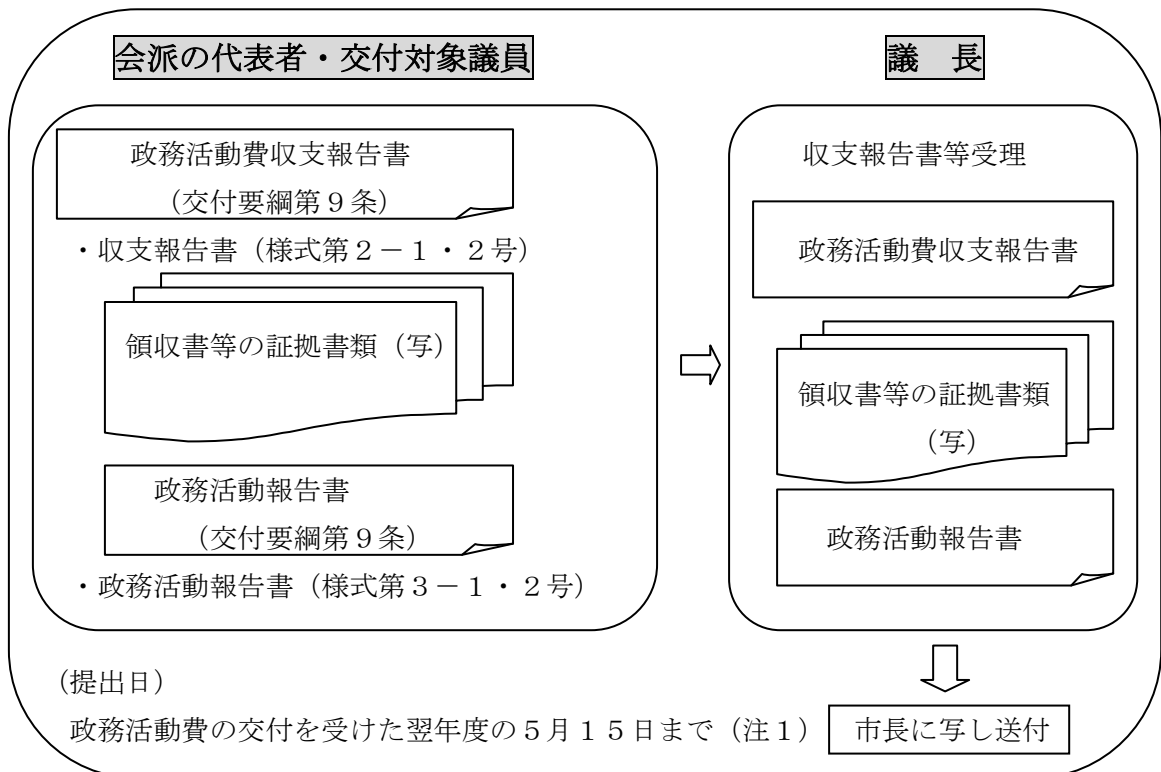 会派の代表者・交付対象議員
政務活動費収支報告書
(交付要綱第９条)
・収支報告書（様式第２－１・２号）
領収書等の証拠書類（写）
政務活動報告書
(交付要綱第９条)
・政務活動報告書（様式第３－１・２号）
議　長
収支報告書等受理
政務活動費収支報告書
領収書等の証拠書類
（写）
政務活動報告書
(提出日)
政務活動費の交付を受けた翌年度の５月１５日まで（注１）
市長に写し送付